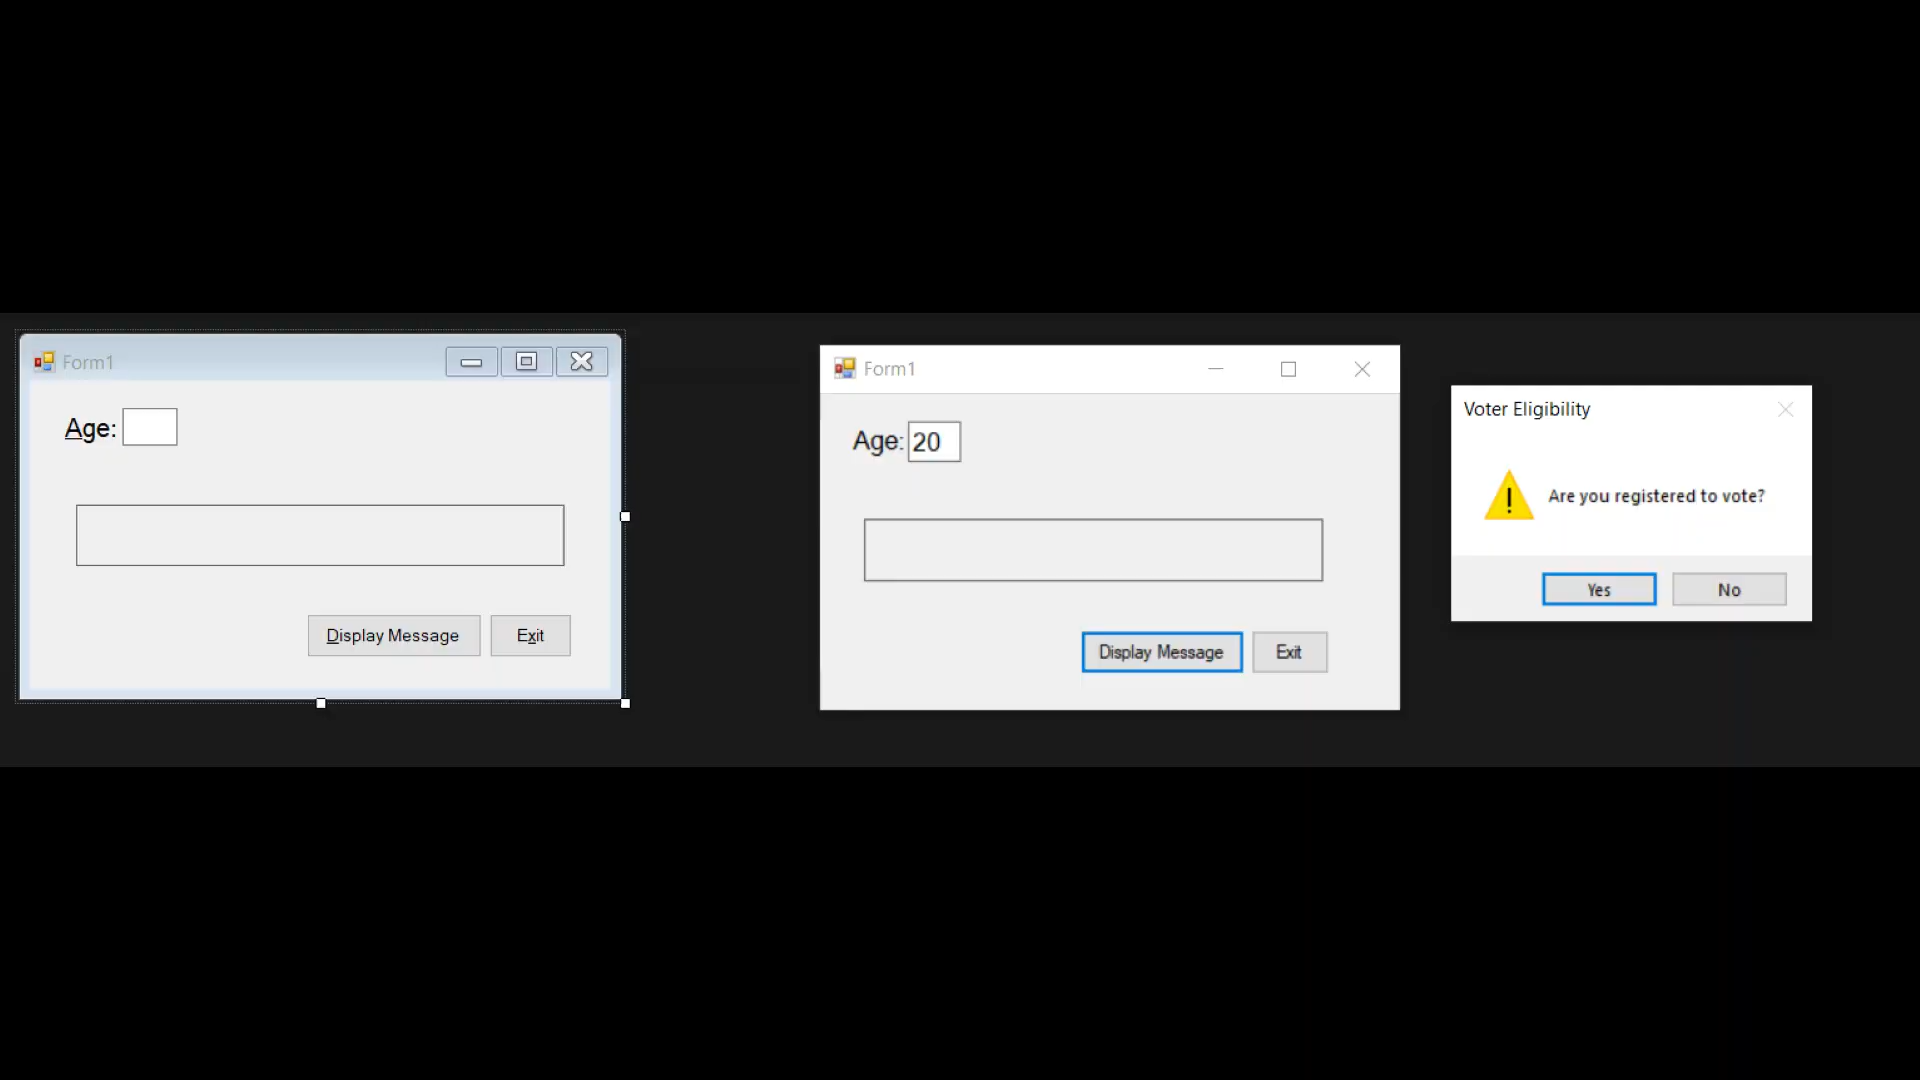 Form1
Age:
Display Message Exit
Form1
Age: 20
Display Message Exit
Voter Eligibility
Are you registered to vote?
Yes No